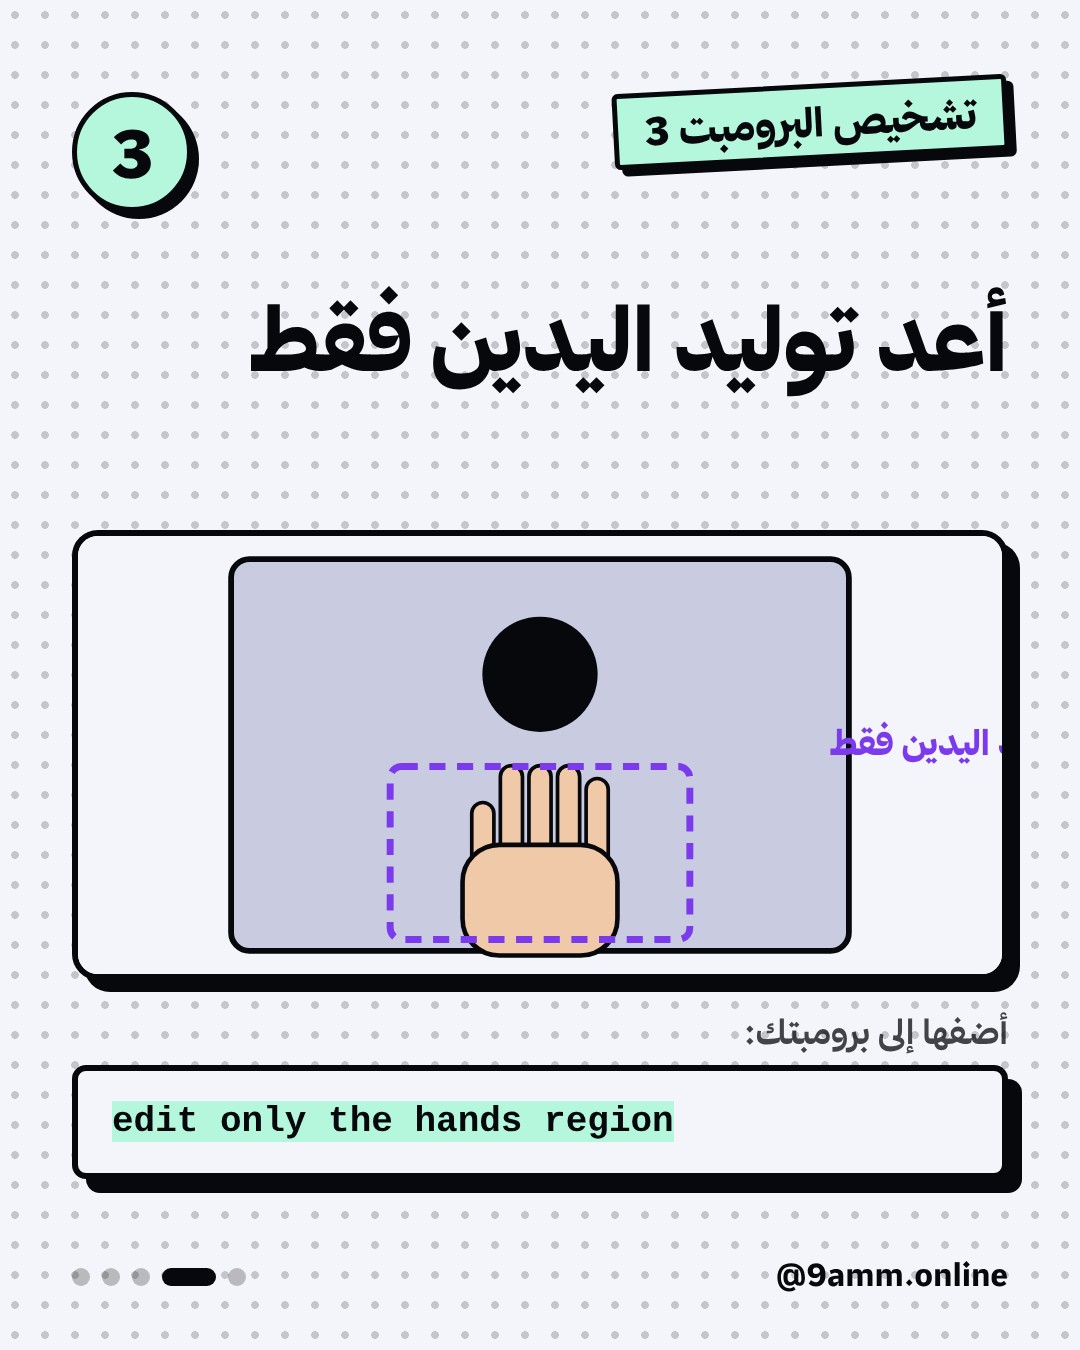 تشخيص البرومبت 3
3
أعد توليد اليدين فقط
اليدين فقط
أضفها إلى برومبتك:
edit only the hands region
@9amm.online